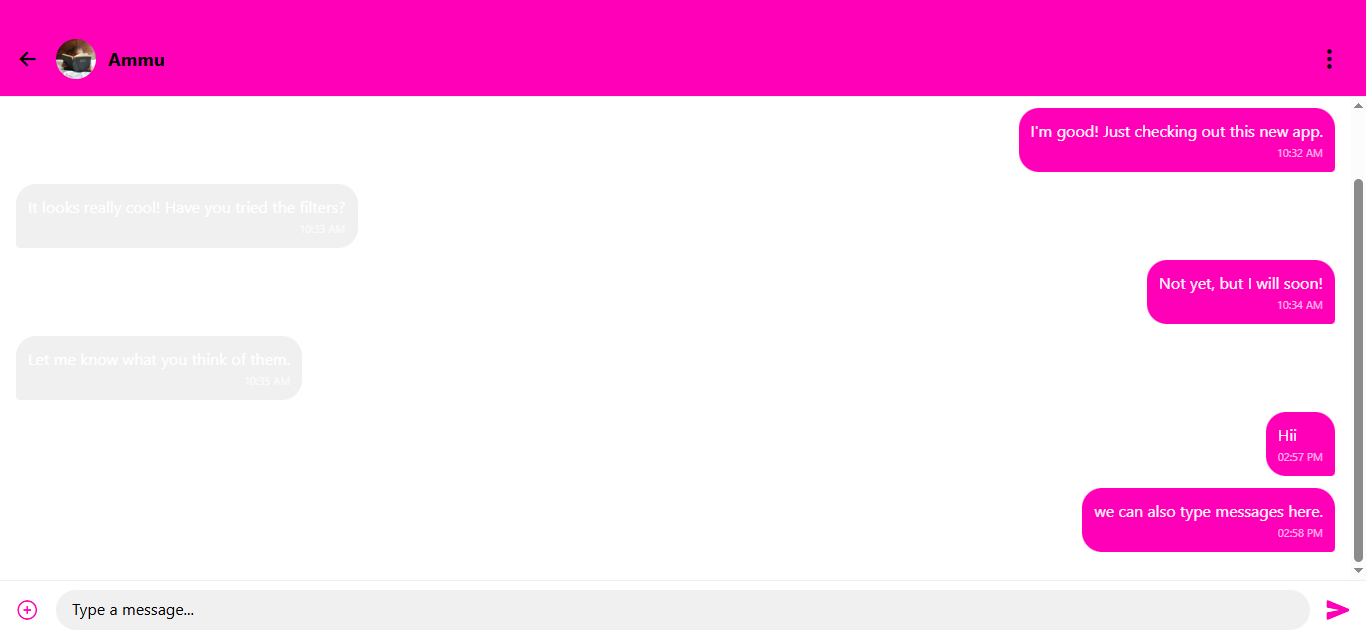 Ammu
I'm good! Just checking out this new app.
10:32 AM
It looks really cool! Have you tried the filters?
10:33 AM
Not yet, but I will soon!
10:34 AM
Let me know what you think of them.
10:35 AM
Hii
02:57 PM
we can also type messages here.
02:58 PM
Type a message...